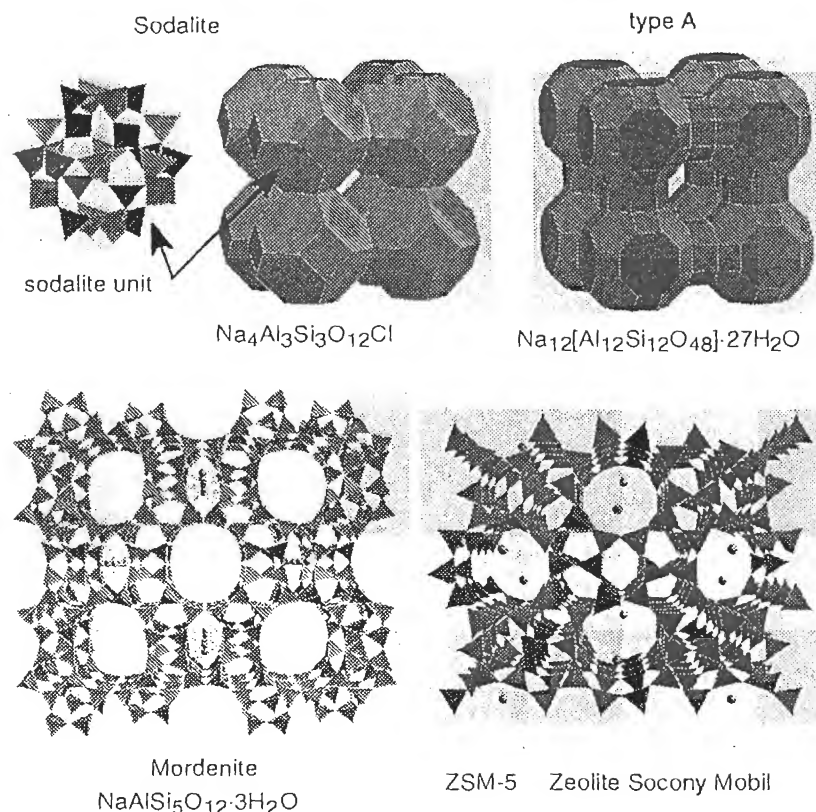 Sodalite
type A
sodalite unit
Na4Al3Si3O12Cl
Na12[Al12Si12O48]·27H2O
Mordenite
NaAlSi5O12·3H2O
ZSM-5 Zeolite Socony Mobil